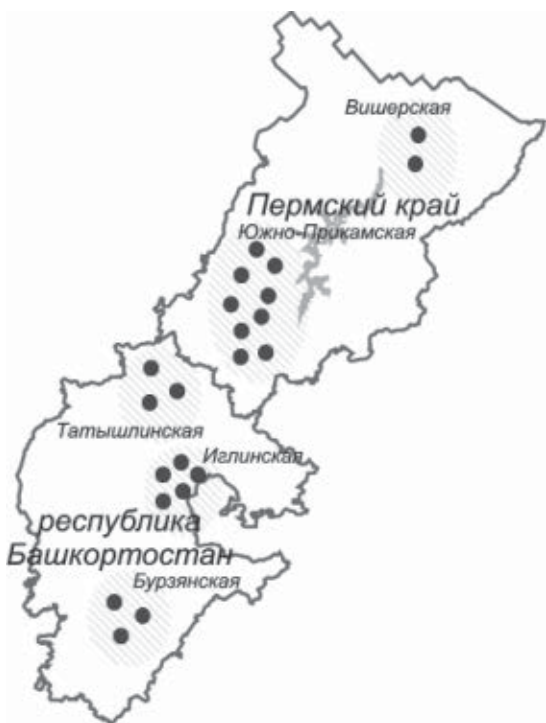 Вишерская
Пермский край
Южно-Прикамская
Татышлинская
Иглинская
республика
Башкортостан
Бурзянская